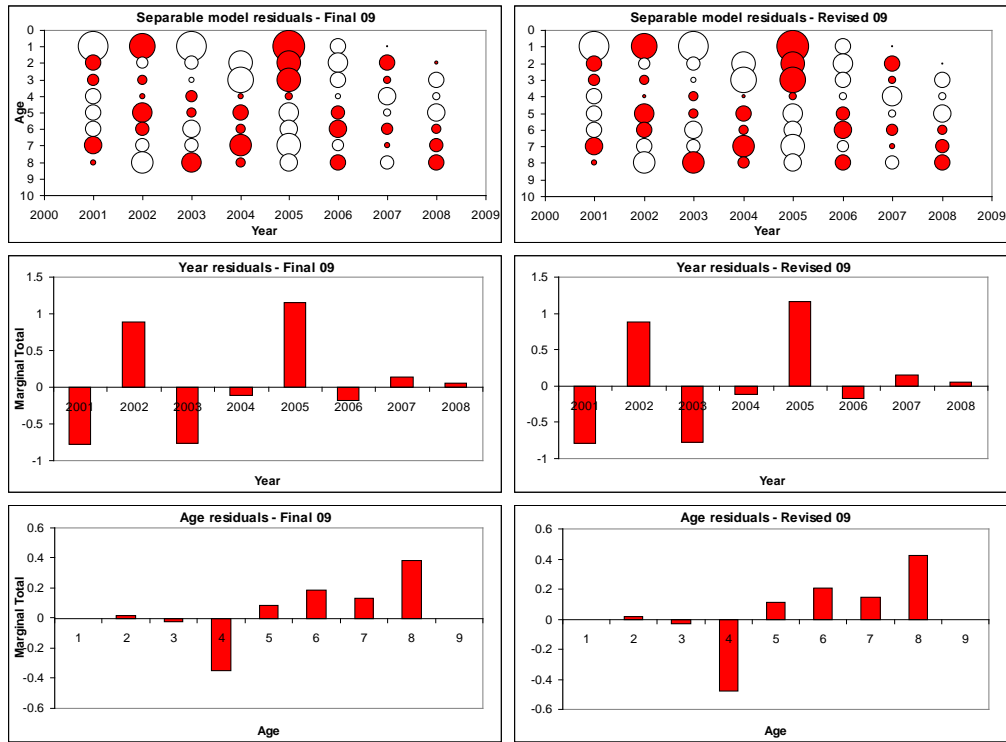 Separable model residuals - Final 09
0
1
2
3
4
5
6
7
8
9
10
Age
2000 2001 2002 2003 2004 2005 2006 2007 2008 2009
Year
Separable model residuals - Revised 09
0
1
2
3
4
5
6
7
8
9
10
2000 2001 2002 2003 2004 2005 2006 2007 2008 2009
Year
Year residuals - Final 09
1.5
1
0.5
0
-0.5
-1
Marginal Total
2001 2002 2003 2004 2005 2006 2007 2008
Year
Year residuals - Revised 09
1.5
1
0.5
0
-0.5
-1
2001 2002 2003 2004 2005 2006 2007 2008
Year
Age residuals - Final 09
0.6
0.4
0.2
0
-0.2
-0.4
-0.6
Marginal Total
1 2 3 4 5 6 7 8 9
Age
Age residuals - Revised 09
0.6
0.4
0.2
0
-0.2
-0.4
-0.6
1 2 3 4 5 6 7 8 9
Age